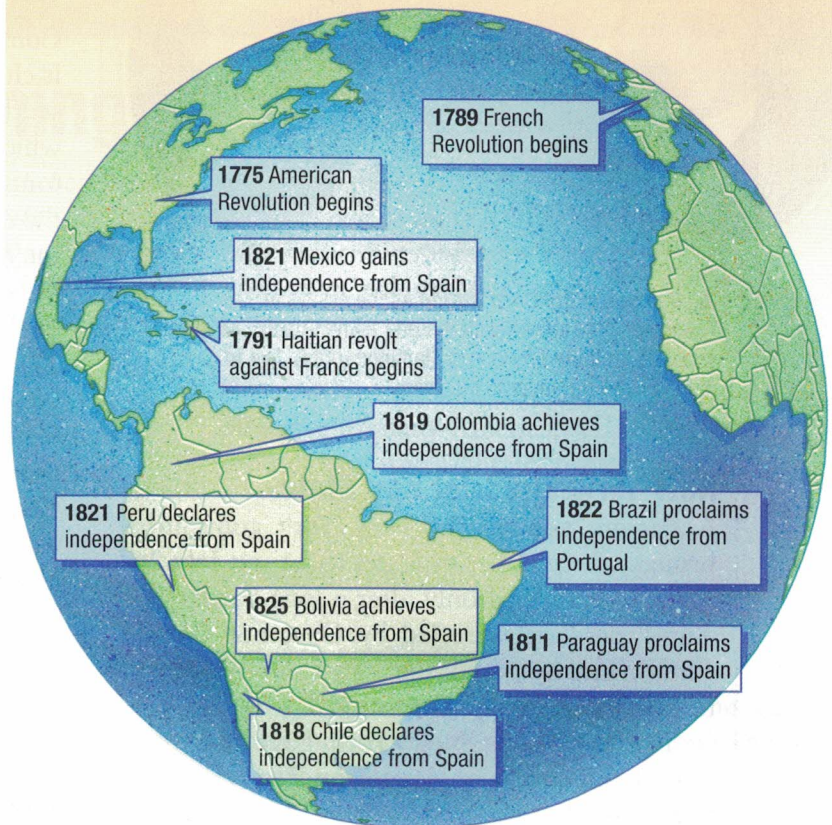 1789 French
Revolution begins
1775 American
Revolution begins
1821 Mexico gains
independence from Spain
1791 Haitian revolt
against France begins
1819 Colombia achieves
independence from Spain
1821 Peru declares
independence from Spain
1822 Brazil proclaims
independence from
Portugal
1825 Bolivia achieves
independence from Spain
1811 Paraguay proclaims
independence from Spain
1818 Chile declares
independence from Spain